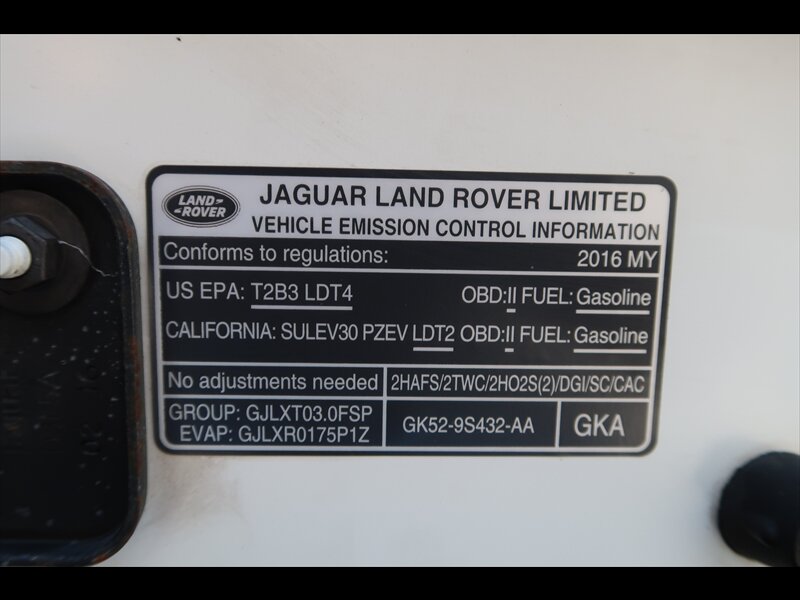 LAND-
-ROVER
JAGUAR LAND ROVER LIMITED
VEHICLE EMISSION CONTROL INFORMATION
Conforms to regulations: 2016 MY
US EPA: T2B3 LDT4 OBD:II FUEL: Gasoline
CALIFORNIA: SULEV30 PZEV LDT2 OBD:II FUEL: Gasoline
No adjustments needed 2HAFS/2TWC/2HO2S(2)/DGI/SC/CAC
GROUP: GJLXT03.0FSP
EVAP: GJLXR0175P1Z
GK52-9S432-AA
GKA